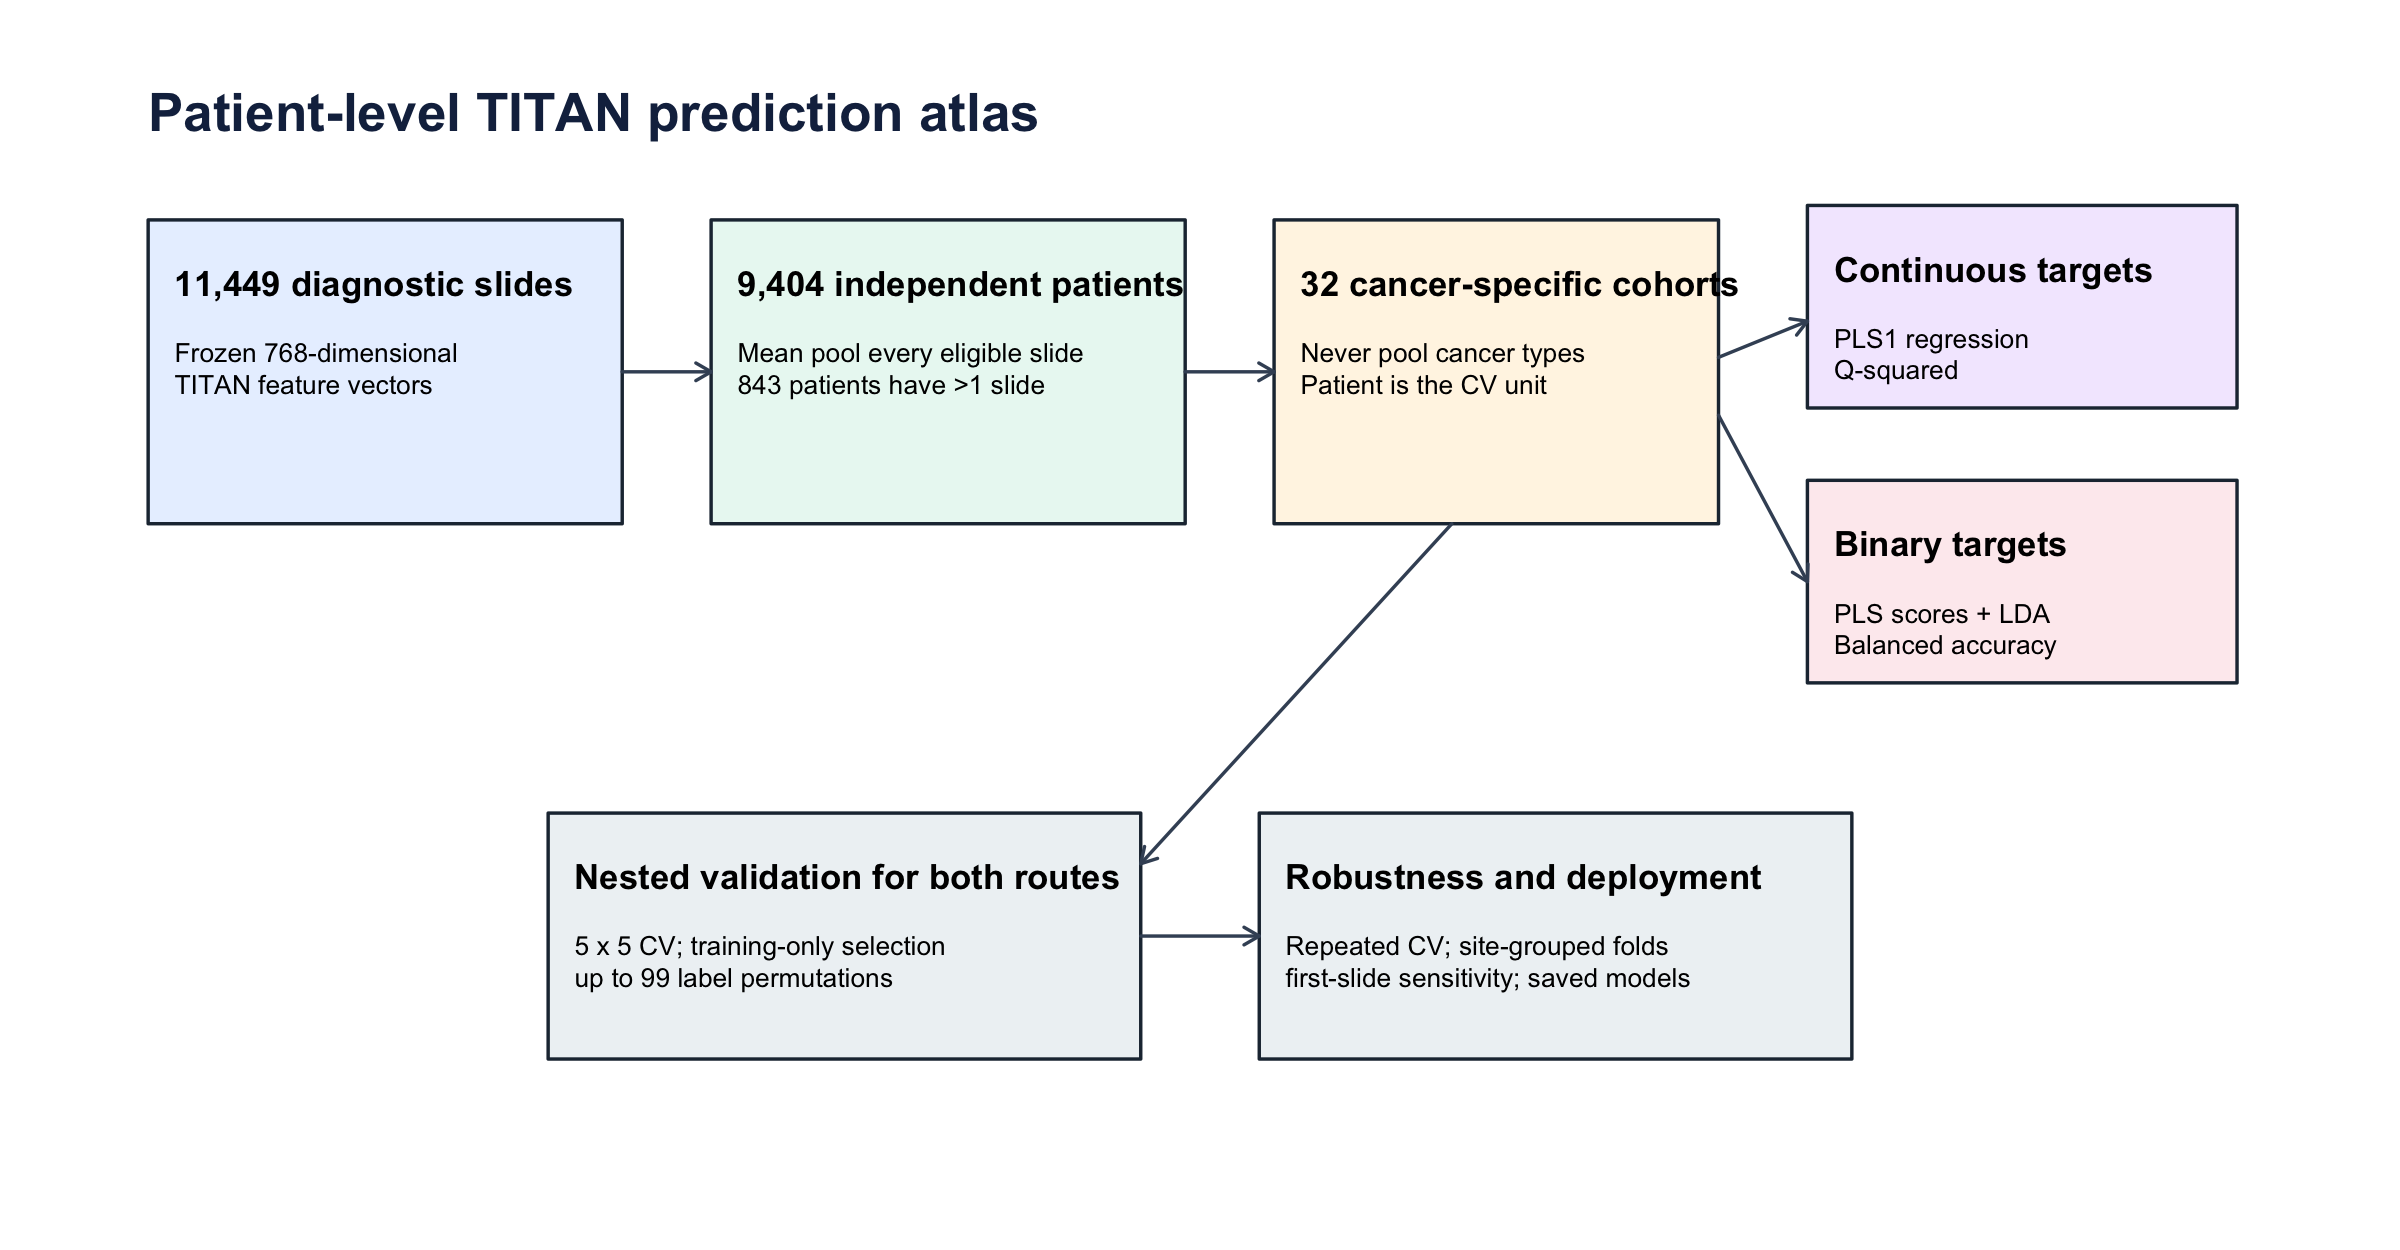 Patient-level TITAN prediction atlas
11,449 diagnostic slides
Frozen 768-dimensional
TITAN feature vectors
9,404 independent patients
Mean pool every eligible slide
843 patients have >1 slide
32 cancer-specific cohorts
Never pool cancer types
Patient is the CV unit
Continuous targets
PLS1 regression
Q-squared
Binary targets
PLS scores + LDA
Balanced accuracy
Nested validation for both routes
5 x 5 CV; training-only selection
up to 99 label permutations
Robustness and deployment
Repeated CV; site-grouped folds
first-slide sensitivity; saved models